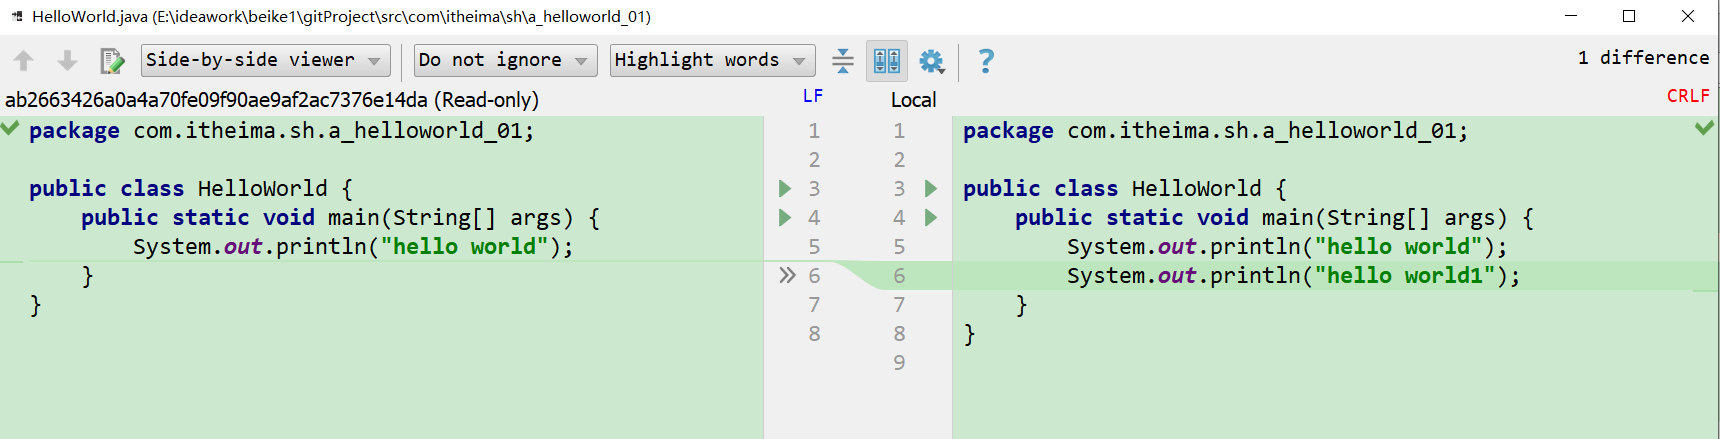 HelloWorld.java (E:\ideawork\beike1\gitProject\src\com\itheima\sh\a_helloworld_01)
Side-by-side viewer Do not ignore Highlight words ? 1 difference
ab2663426a0a4a70fe09f90ae9af2ac7376e14da (Read-only) LF Local CRLF
package com.itheima.sh.a_helloworld_01; 1 1 package com.itheima.sh.a_helloworld_01;
2 2
public class HelloWorld { 3 3 public class HelloWorld {
public static void main(String[] args) { 4 4 public static void main(String[] args) {
System.out.println("hello world"); 5 5 System.out.println("hello world");
} 6 6 System.out.println("hello world1");
} 7 7 }
8 8 }
9